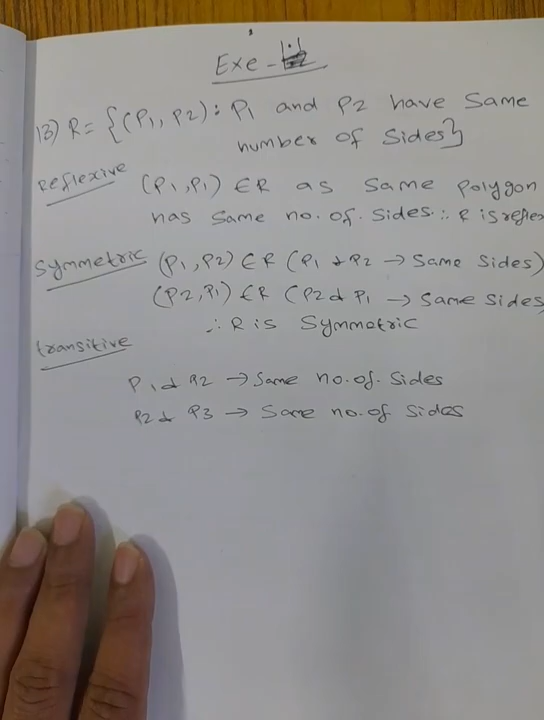 Exe -
13) R = {(P1, P2) : P1 and P2 have same
number of sides}
Reflexive
(P1, P1) ∈ R as same polygon
has same no. of. sides. ∴ R is reflex
Symmetric (P1, P2) ∈ R (P1 & P2 → same sides)
(P2, P1) ∈ R (P2 & P1 → same sides
∴ R is symmetric
transitive
P1 & P2 → same no. of. sides
P2 & P3 → same no. of sides